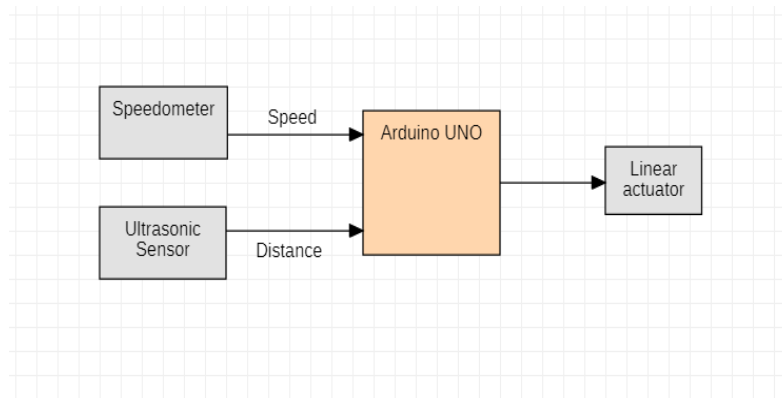 Speedometer
Speed
Arduino UNO
Linear
actuator
Ultrasonic
Sensor
Distance